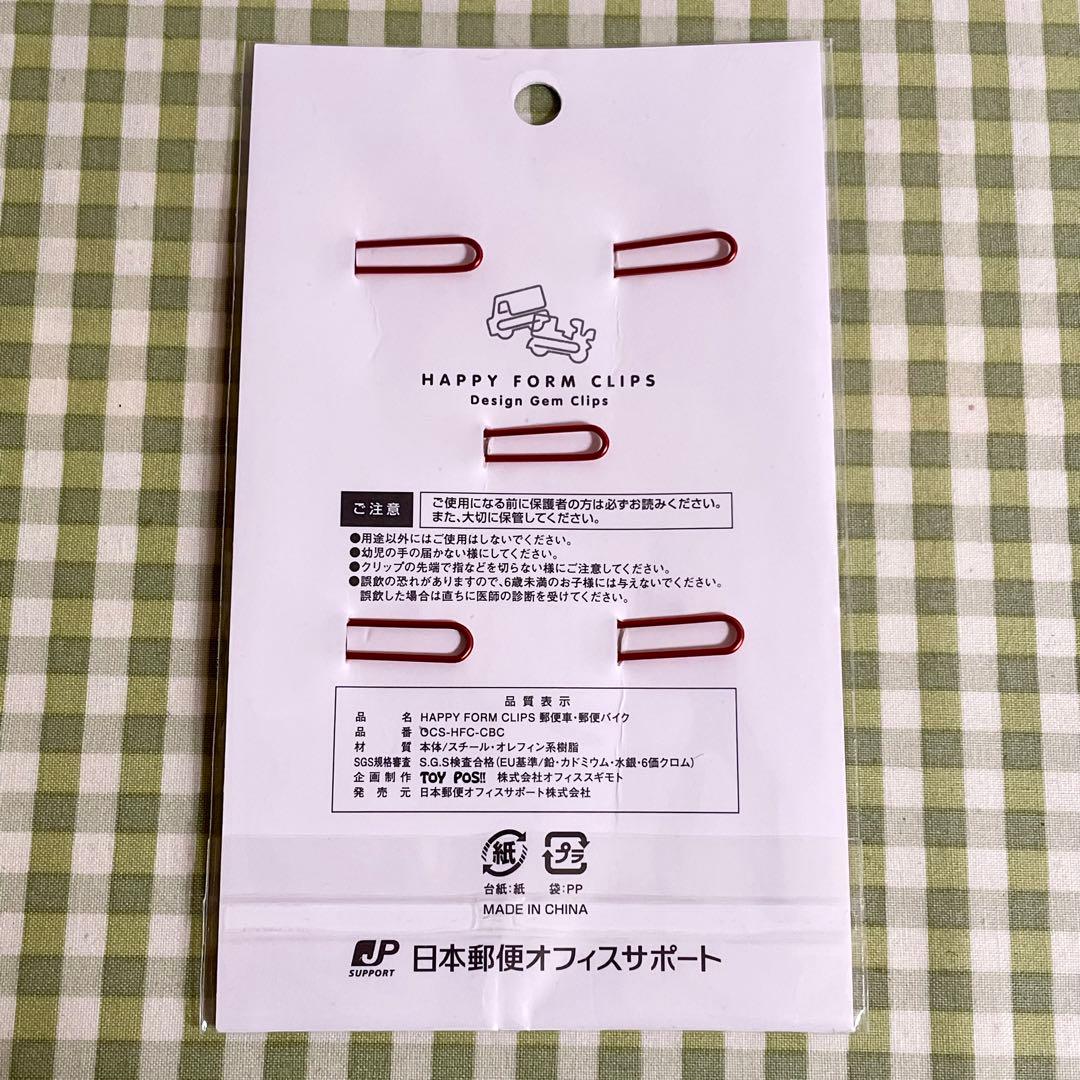 HAPPY FORM CLIPS
Design Gem Clips
ご注意
ご使用になる前に保護者の方は必ずお読みください。
また、大切に保管してください。
●用途以外にはご使用はしないでください。
●幼児の手の届かない様にしてください。
●クリップの先端で指などを切らない様にご注意してください。
●誤飲の恐れがありますので、6歳未満のお子様には与えないでください。
誤飲した場合は直ちに医師の診断を受けてください。
品質表示
品名 HAPPY FORM CLIPS 郵便車・郵便バイク
品番 OCS-HFC-CBC
材質 本体/スチール・オレフィン系樹脂
SGS規格審査 S.G.S検査合格(EU基準/鉛・カドミウム・水銀・6価クロム)
企画制作 TOY POS!! 株式会社オフィススギモト
発売元 日本郵便オフィスサポート株式会社
紙 プラ
台紙:紙 袋:PP
MADE IN CHINA
JP SUPPORT 日本郵便オフィスサポート